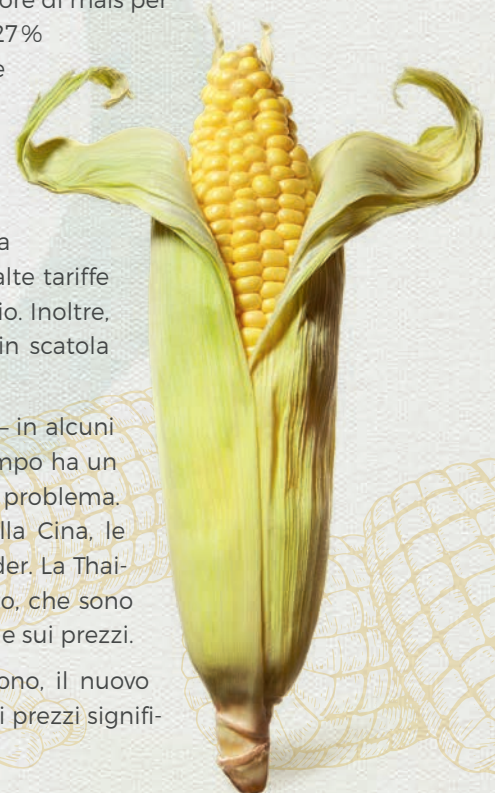 ore di mais per
27%
e
a
alte tariffe
io. Inoltre,
in scatola
– in alcuni
mpo ha un
problema.
lla Cina, le
der. La Thai-
o, che sono
e sui prezzi.
ono, il nuovo
i prezzi signifi-